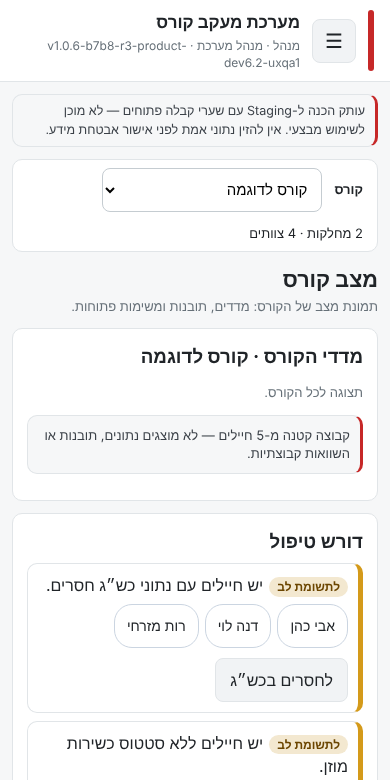 מערכת מעקב קורס
מנהל · מנהל מערכת · v1.0.6-b7b8-r3-product-
dev6.2-uxqa1
☰
עותק הכנה ל-Staging עם שערי קבלה פתוחים — לא מוכן
לשימוש מבצעי. אין להזין נתוני אמת לפני אישור אבטחת מידע.
קורס
קורס לדוגמה
2 מחלקות · 4 צוותים
מצב קורס
תמונת מצב של הקורס: מדדים, תובנות ומשימות פתוחות.
מדדי הקורס · קורס לדוגמה
תצוגה לכל הקורס.
קבוצה קטנה מ-5 חיילים — לא מוצגים נתונים, תובנות או
השוואות קבוצתיות.
דורש טיפול
לתשומת לב יש חיילים עם נתוני כש״ג חסרים.
אבי כהן
דנה לוי
רות מזרחי
לחסרים בכש״ג
לתשומת לב יש חיילים ללא סטטוס כשירות
מוזן.